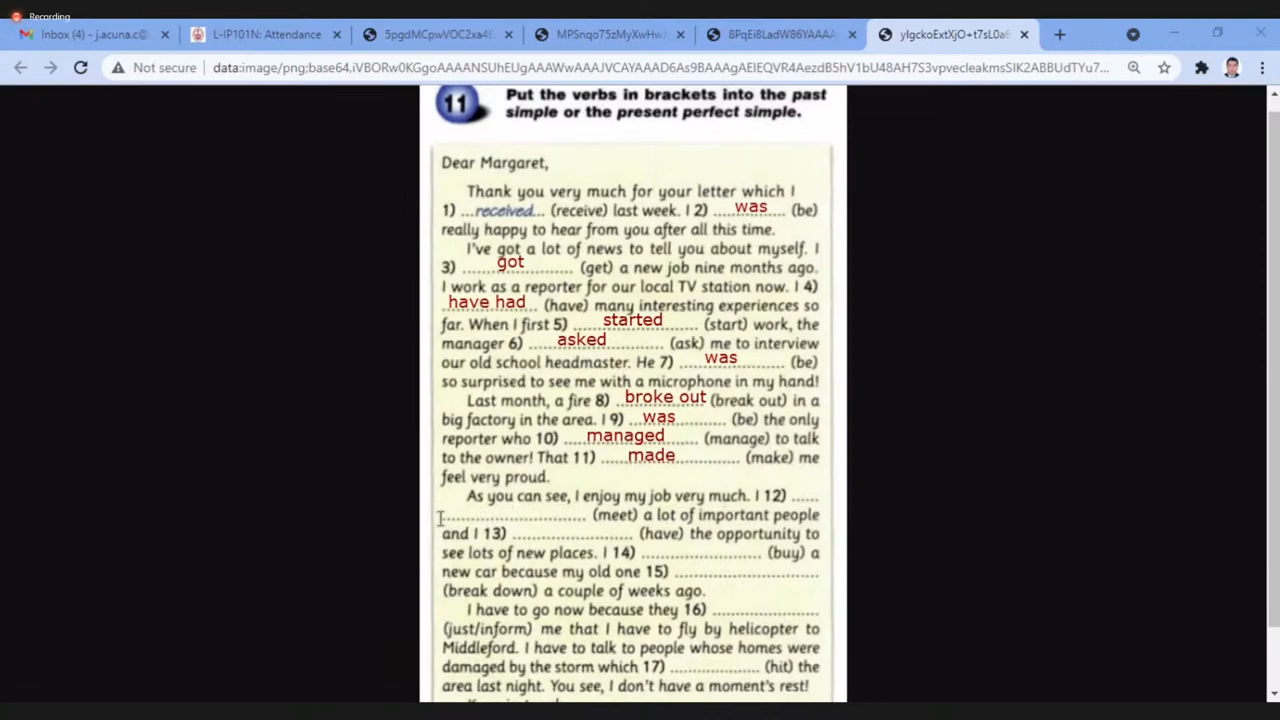 Recording
Inbox (4) - j.acuna.c@
L-IP101N: Attendance
5pgdMCpwVOC2xa4E
MPSnqo75zMyXwHw
8PqEi8LadW86YAAA
yIgckoExtXjO+t7sL0a6
Not secure data:image/png;base64,iVBORw0KGgoAAAANSUhEUgAAAWwAAAJVCAYAAAD6As9BAAAgAElEQVR4AezdB5hV1bU48AH7S3vpvecleakmsSIK2ABBUdTYu7...
11 Put the verbs in brackets into the past
simple or the present perfect simple.
Dear Margaret,
Thank you very much for your letter which I
1) ...received... (receive) last week. I 2) was (be)
really happy to hear from you after all this time.
I've got a lot of news to tell you about myself. I
3) got (get) a new job nine months ago.
I work as a reporter for our local TV station now. I 4)
have had (have) many interesting experiences so
far. When I first 5) started (start) work, the
manager 6) asked (ask) me to interview
our old school headmaster. He 7) was (be)
so surprised to see me with a microphone in my hand!
Last month, a fire 8) broke out (break out) in a
big factory in the area. I 9) was (be) the only
reporter who 10) managed (manage) to talk
to the owner! That 11) made (make) me
feel very proud.
As you can see, I enjoy my job very much. I 12) ......
.............................. (meet) a lot of important people
and I 13) ......................... (have) the opportunity to
see lots of new places. I 14) ......................... (buy) a
new car because my old one 15) ..............................
(break down) a couple of weeks ago.
I have to go now because they 16) ......................
(just/inform) me that I have to fly by helicopter to
Middleford. I have to talk to people whose homes were
damaged by the storm which 17) .................... (hit) the
area last night. You see, I don't have a moment's rest!